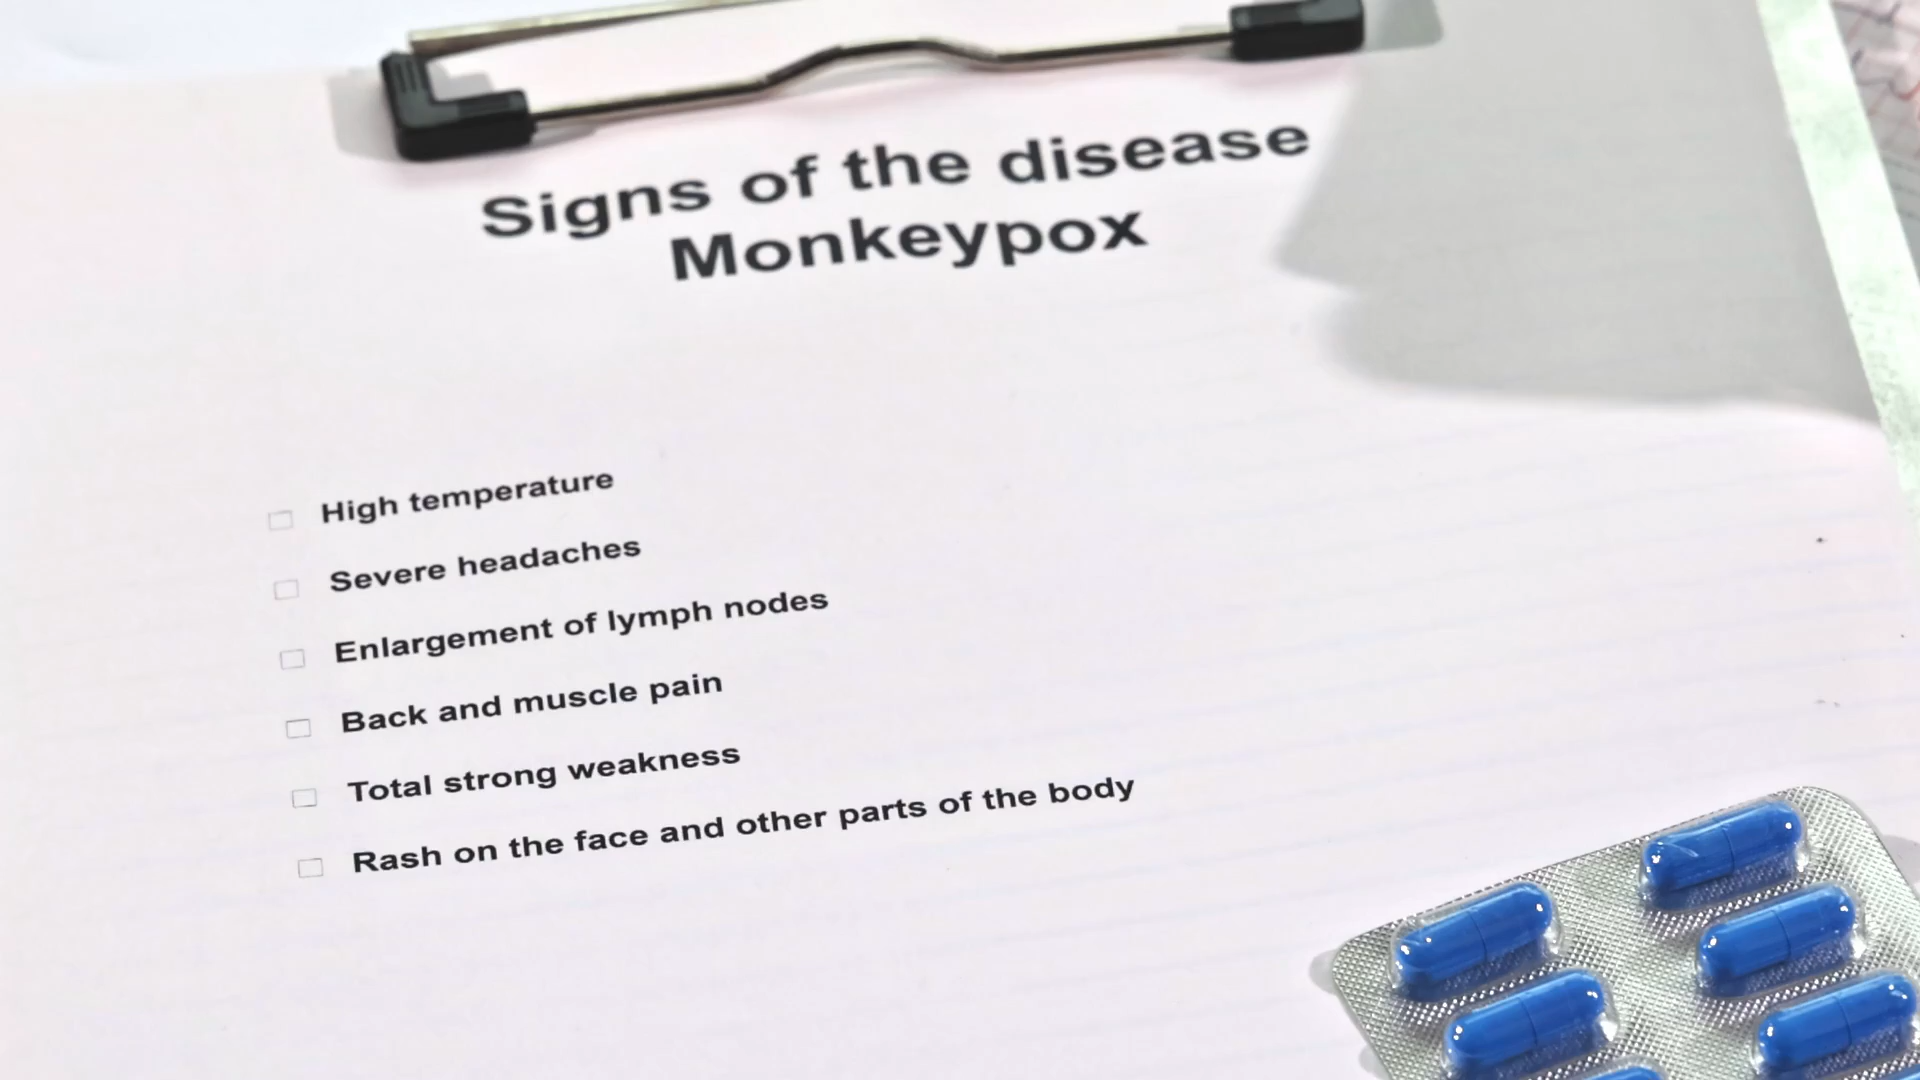 Signs of the disease
Monkeypox
High temperature
Severe headaches
Enlargement of lymph nodes
Back and muscle pain
Total strong weakness
Rash on the face and other parts of the body